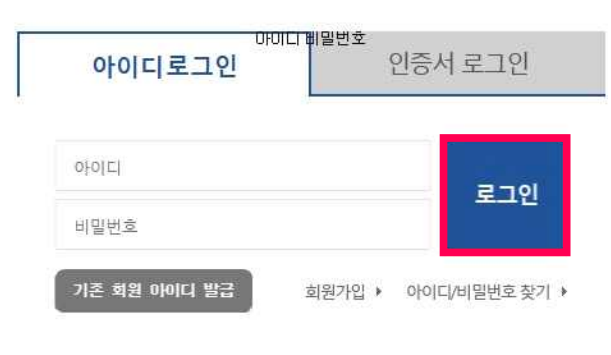 아이디 비밀번호
아이디로그인
인증서 로그인
아이디
로그인
비밀번호
기존 회원 아이디 발급
회원가입
아이디/비밀번호 찾기